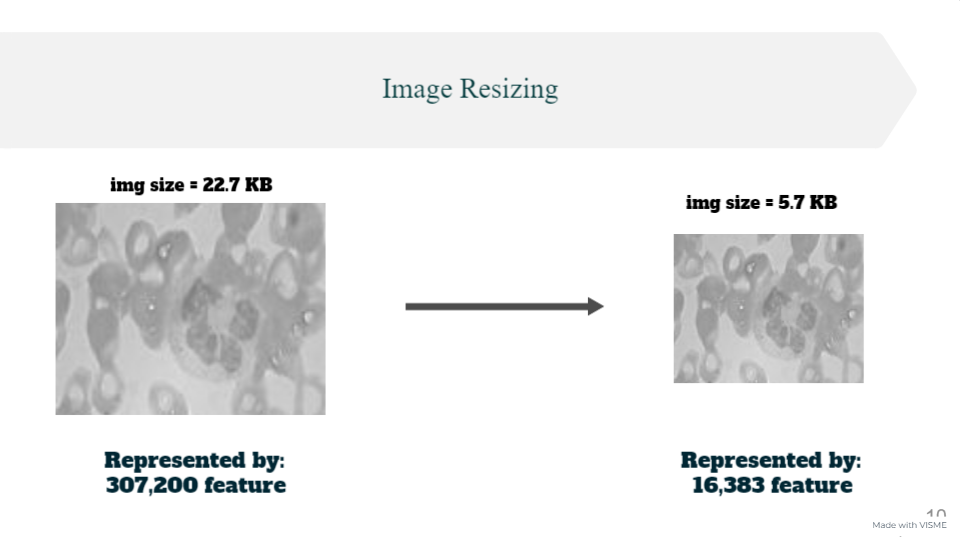 Image Resizing
img size = 22.7 KB
img size = 5.7 KB
Represented by:
307,200 feature
Represented by:
16,383 feature
10
Made with VISME